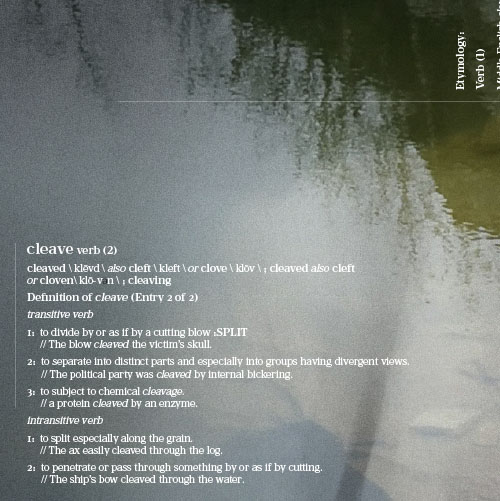 Etymology:
Verb (1)
cleave verb (2)
cleaved \ klēvd \ also cleft \ kleft \ or clove \ klōv \ ; cleaved also cleft
or cloven\ klō-v n \ ; cleaving
Definition of cleave (Entry 2 of 2)
transitive verb
1: to divide by or as if by a cutting blow :SPLIT
// The blow cleaved the victim's skull.
2: to separate into distinct parts and especially into groups having divergent views.
// The political party was cleaved by internal bickering.
3: to subject to chemical cleavage.
// a protein cleaved by an enzyme.
intransitive verb
1: to split especially along the grain.
// The ax easily cleaved through the log.
2: to penetrate or pass through something by or as if by cutting.
// The ship's bow cleaved through the water.